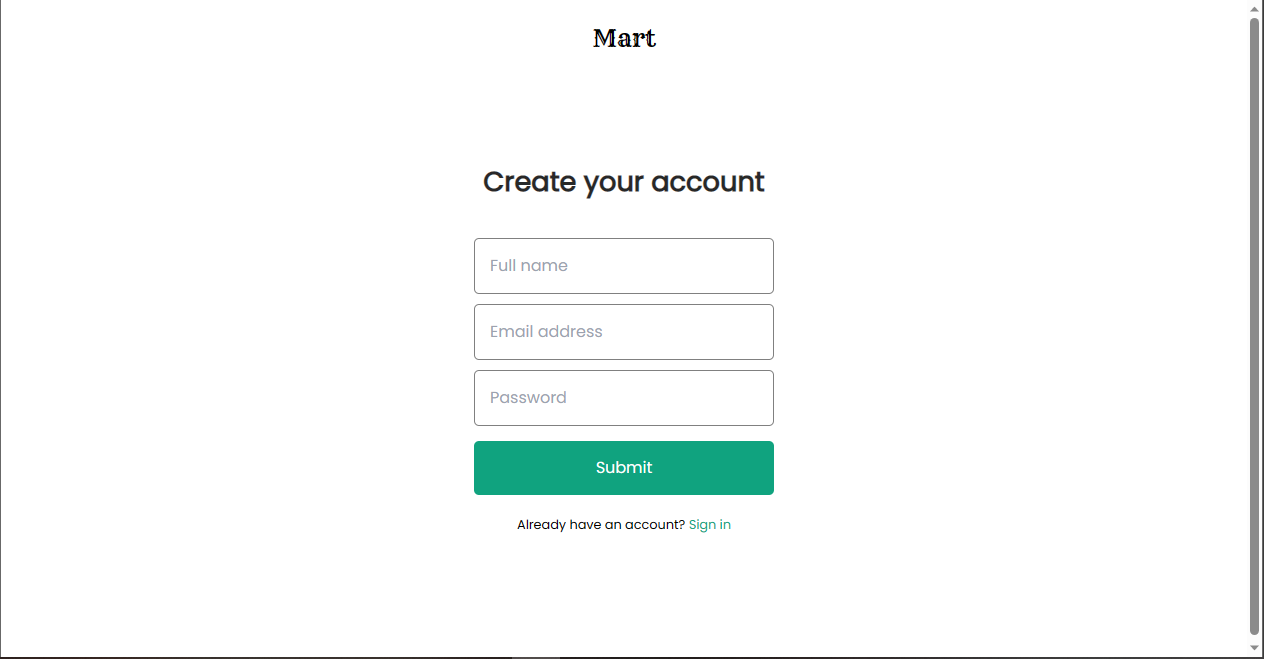 Mart
Create your account
Full name
Email address
Password
Submit
Already have an account? Sign in